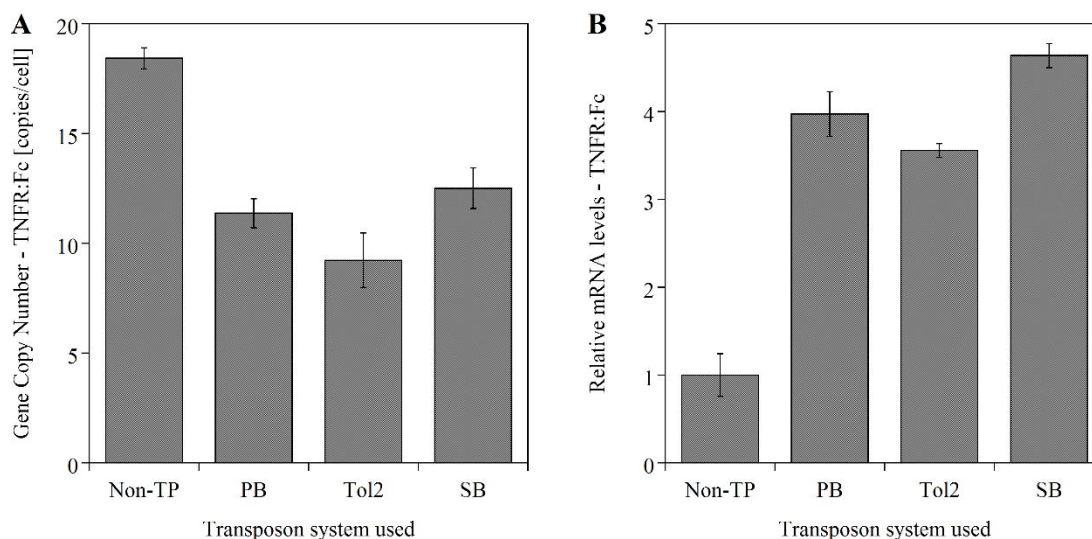 A
Gene Copy Number - TNFR:Fc [copies/cell]
20
15
10
5
0
Non-TP PB Tol2 SB
Transposon system used
B
Relative mRNA levels - TNFR:Fc
5
4
3
2
1
0
Non-TP PB Tol2 SB
Transposon system used